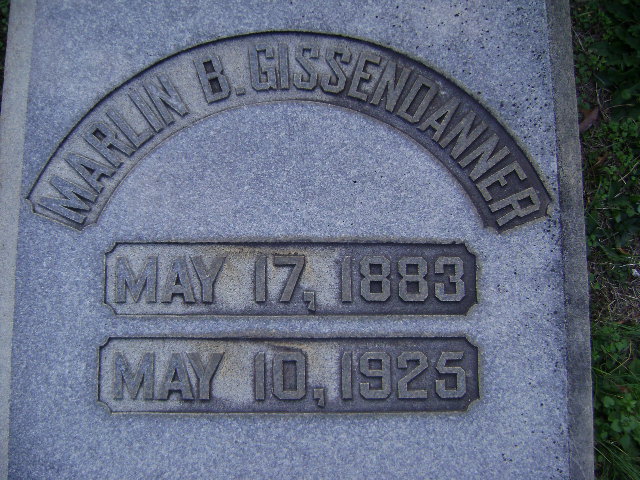 MARLIN B. GISSENDANNER
MAY 17, 1883
MAY 10, 1925